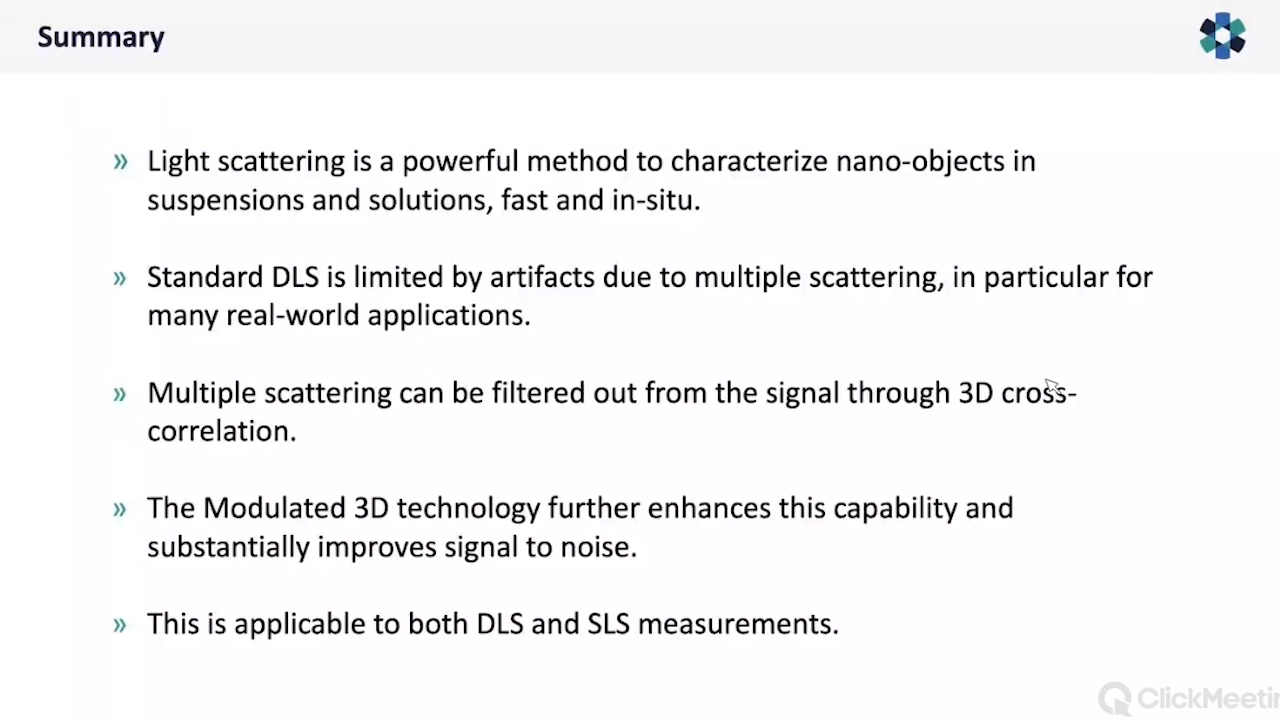 Summary
» Light scattering is a powerful method to characterize nano-objects in
suspensions and solutions, fast and in-situ.
» Standard DLS is limited by artifacts due to multiple scattering, in particular for
many real-world applications.
» Multiple scattering can be filtered out from the signal through 3D cross-
correlation.
» The Modulated 3D technology further enhances this capability and
substantially improves signal to noise.
» This is applicable to both DLS and SLS measurements.
ClickMeetin